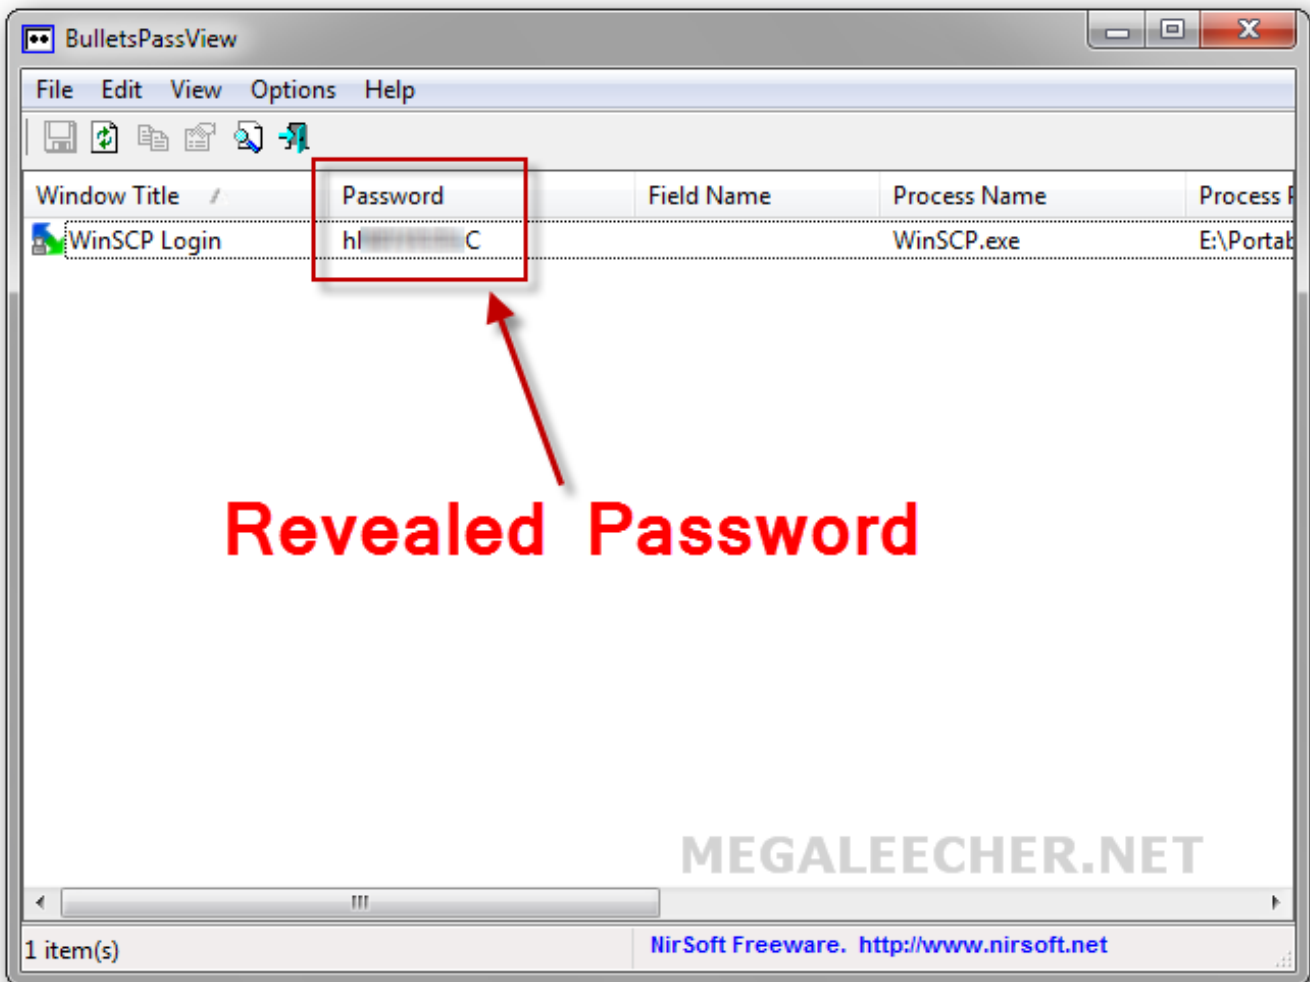 BulletsPassView
File Edit View Options Help
Window Title Password Field Name Process Name Process
WinSCP Login WinSCP.exe E:\Portab
Revealed Password
MEGALEECHER.NET
1 item(s) NirSoft Freeware. http://www.nirsoft.net